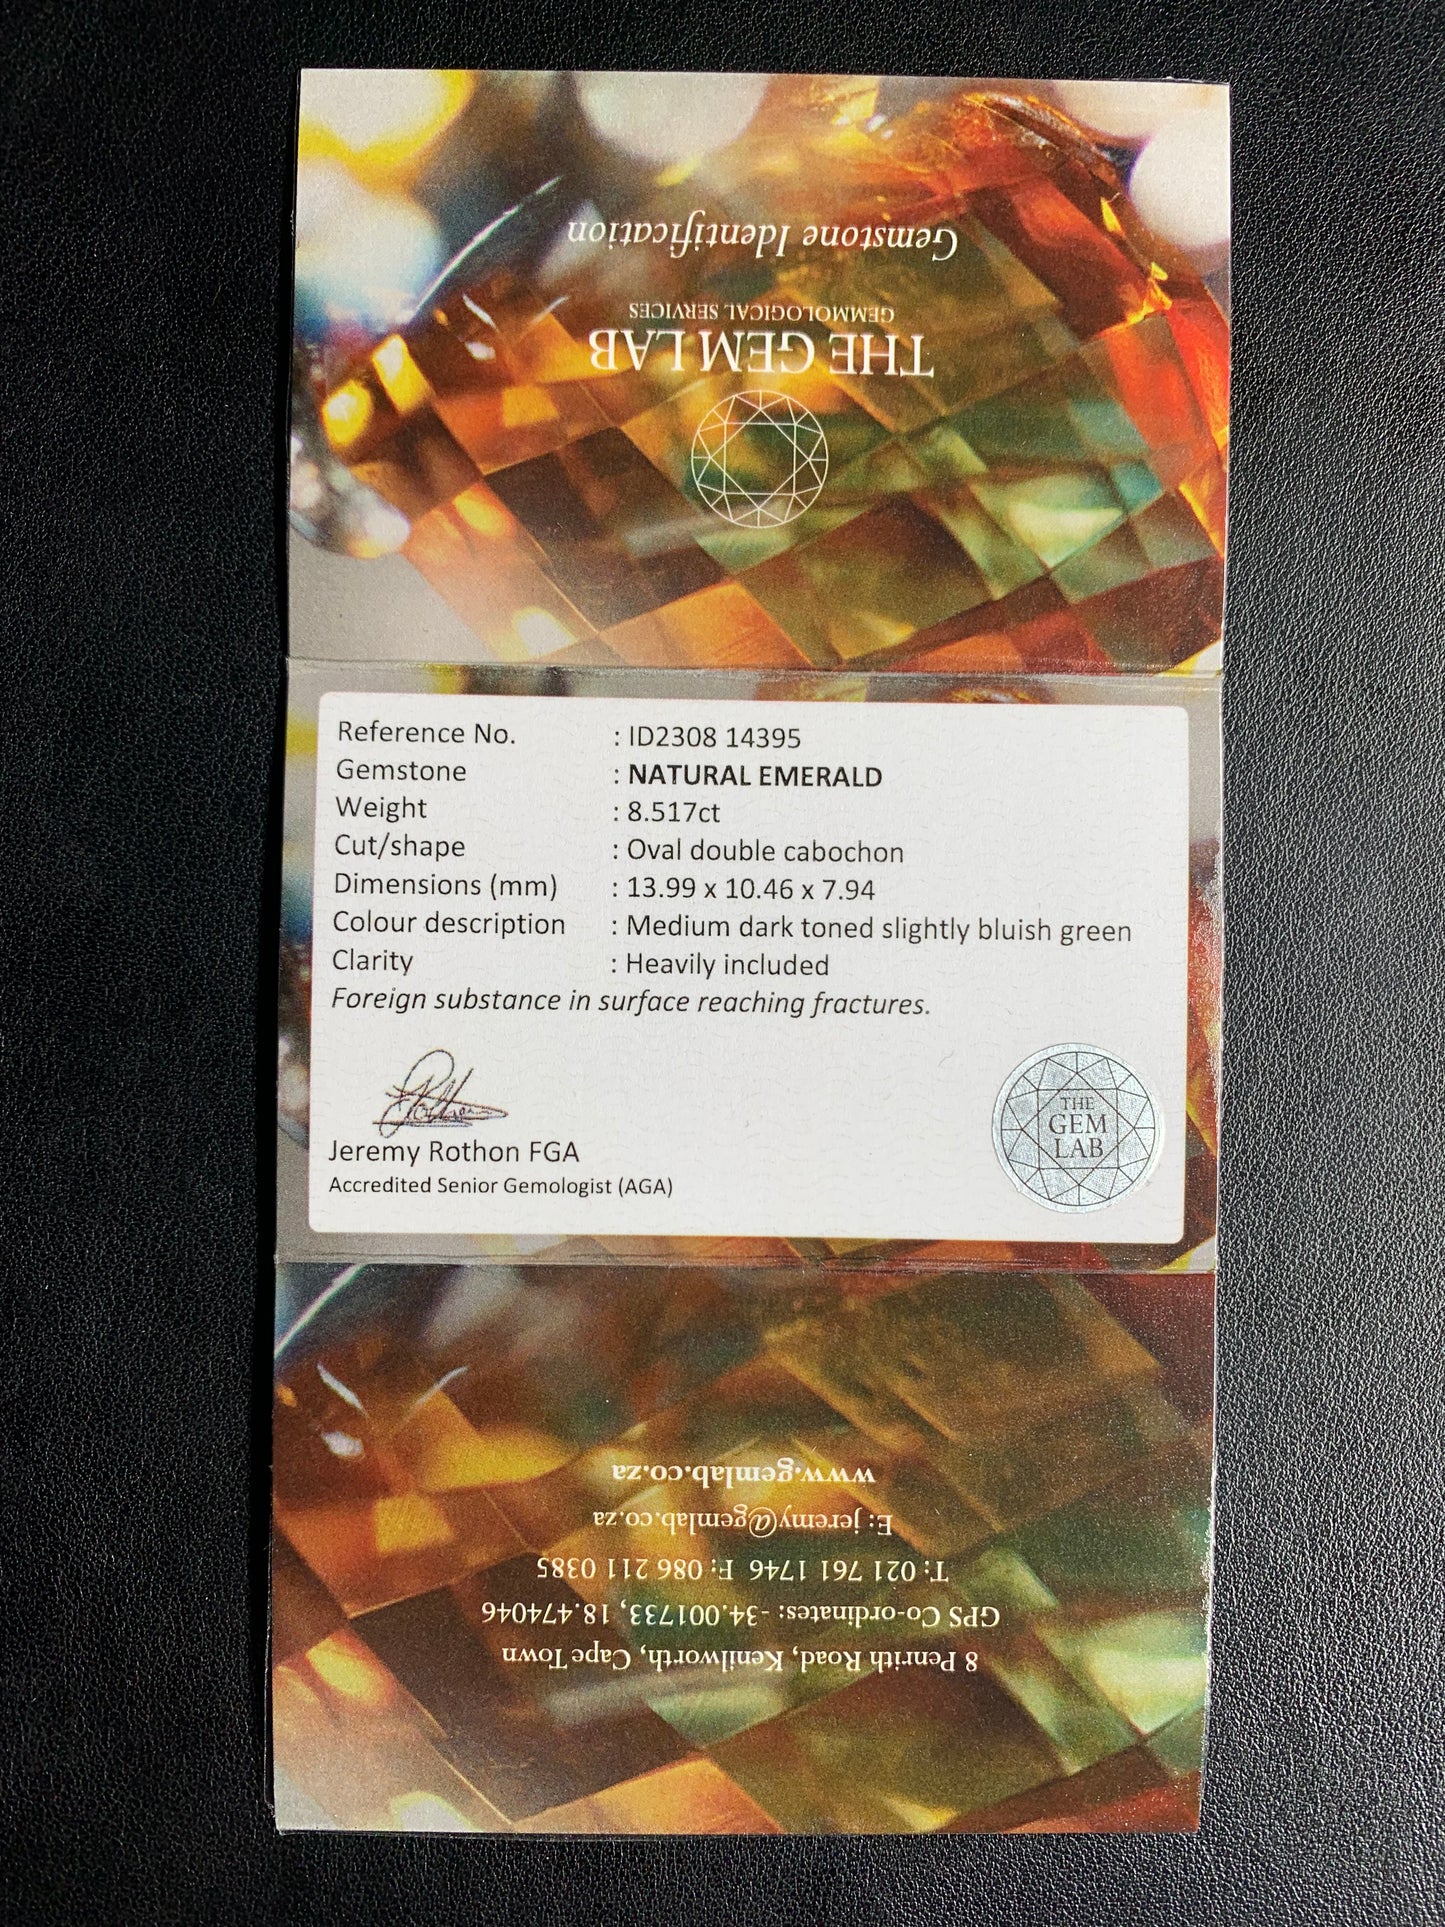 Gemstone Identification
GEMMOLOGICAL SERVICES
THE GEM LAB
Reference No. : ID2308 14395
Gemstone : NATURAL EMERALD
Weight : 8.517ct
Cut/shape : Oval double cabochon
Dimensions (mm) : 13.99 x 10.46 x 7.94
Colour description : Medium dark toned slightly bluish green
Clarity : Heavily included
Foreign substance in surface reaching fractures.
Jeremy Rothon FGA
Accredited Senior Gemologist (AGA)
THE
GEM
LAB
www.gemlab.co.za
E: jeremy@gemlab.co.za
T: 021 761 1746 F: 086 211 0385
GPS Co-ordinates: -34.001733, 18.474046
8 Penrith Road, Kenilworth, Cape Town